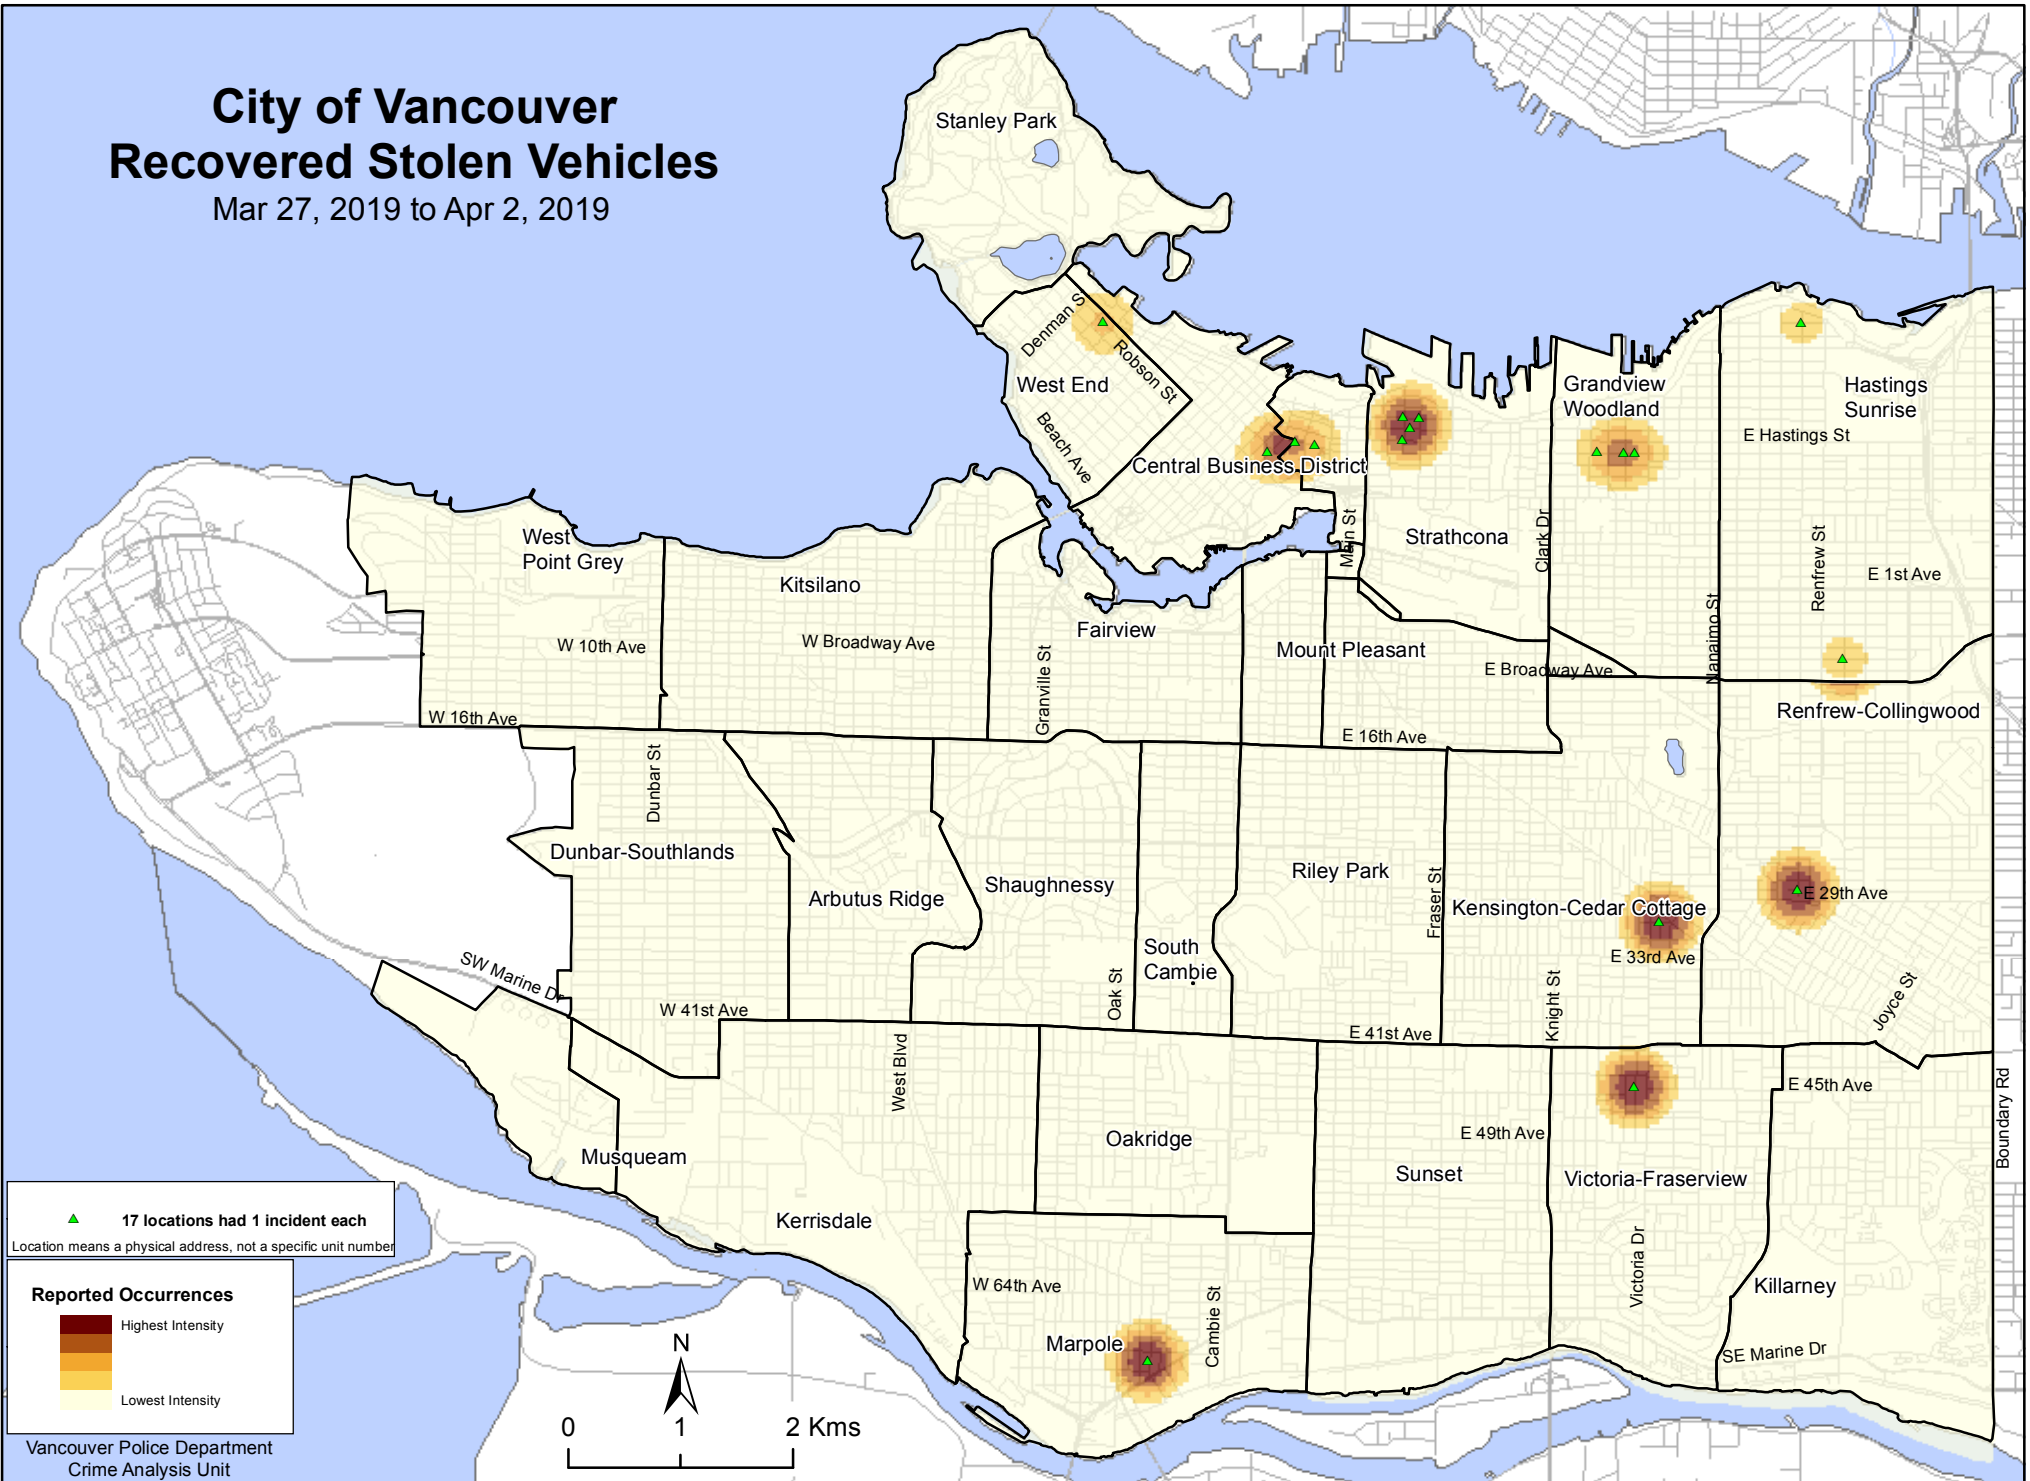 City of Vancouver
Recovered Stolen Vehicles
Mar 27, 2019 to Apr 2, 2019
Stanley Park
Denman S
Robson St
West End
Beach Ave
Central Business District
Grandview
Woodland
Hastings
Sunrise
E Hastings St
West
Point Grey
Kitsilano
Main St
Strathcona
Clark Dr
Renfrew St
E 1st Ave
W 10th Ave
W Broadway Ave
Fairview
Granville St
Mount Pleasant
E Broadway Ave
Nanaimo St
W 16th Ave
E 16th Ave
Renfrew-Collingwood
Dunbar St
Dunbar-Southlands
Arbutus Ridge
Shaughnessy
Riley Park
Fraser St
Kensington-Cedar Cottage
E 29th Ave
South
Cambie
E 33rd Ave
SW Marine Dr
W 41st Ave
Oak St
Knight St
Joyce St
E 41st Ave
West Blvd
E 45th Ave
Boundary Rd
Musqueam
Oakridge
E 49th Ave
Sunset
Victoria-Fraserview
Kerrisdale
Victoria Dr
W 64th Ave
Cambie St
Killarney
Marpole
SE Marine Dr
17 locations had 1 incident each
Location means a physical address, not a specific unit number
Reported Occurrences
Highest Intensity
Lowest Intensity
N
0 1 2 Kms
Vancouver Police Department
Crime Analysis Unit